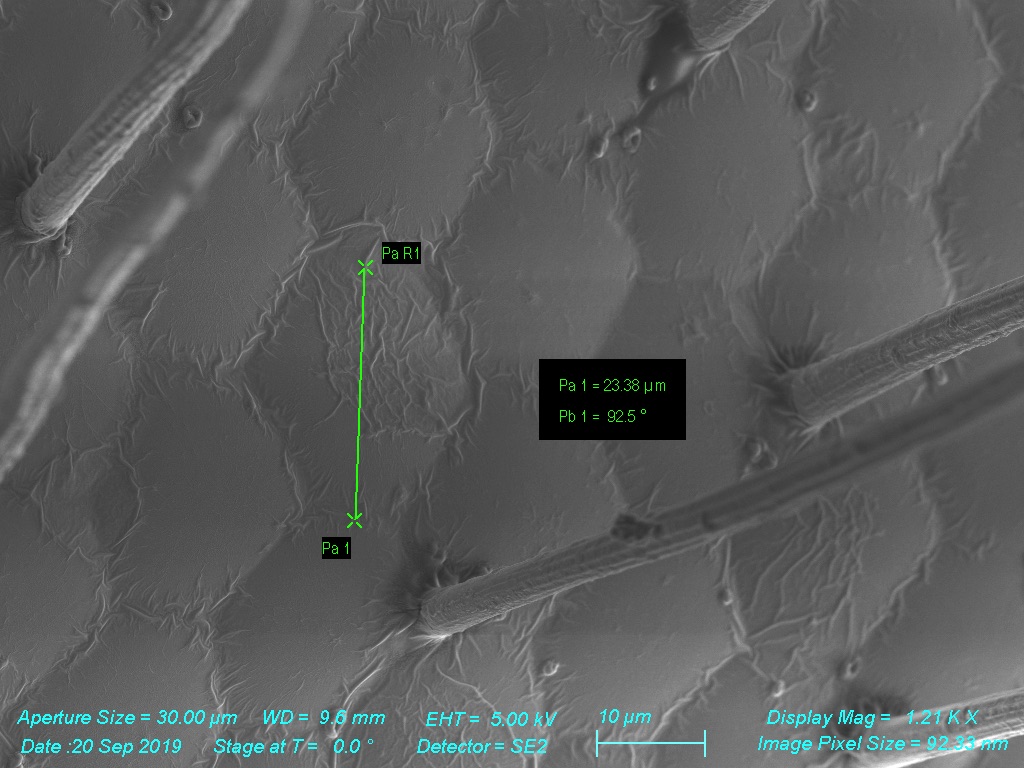 Pa R1
Pa 1 = 23.38 µm
Pb 1 = 92.5 °
Pa 1
Aperture Size = 30.00 µm WD = 9.6 mm EHT = 5.00 kV 10 µm Display Mag = 1.21 K X
Date :20 Sep 2019 Stage at T = 0.0 ° Detector = SE2 Image Pixel Size = 92.33 nm